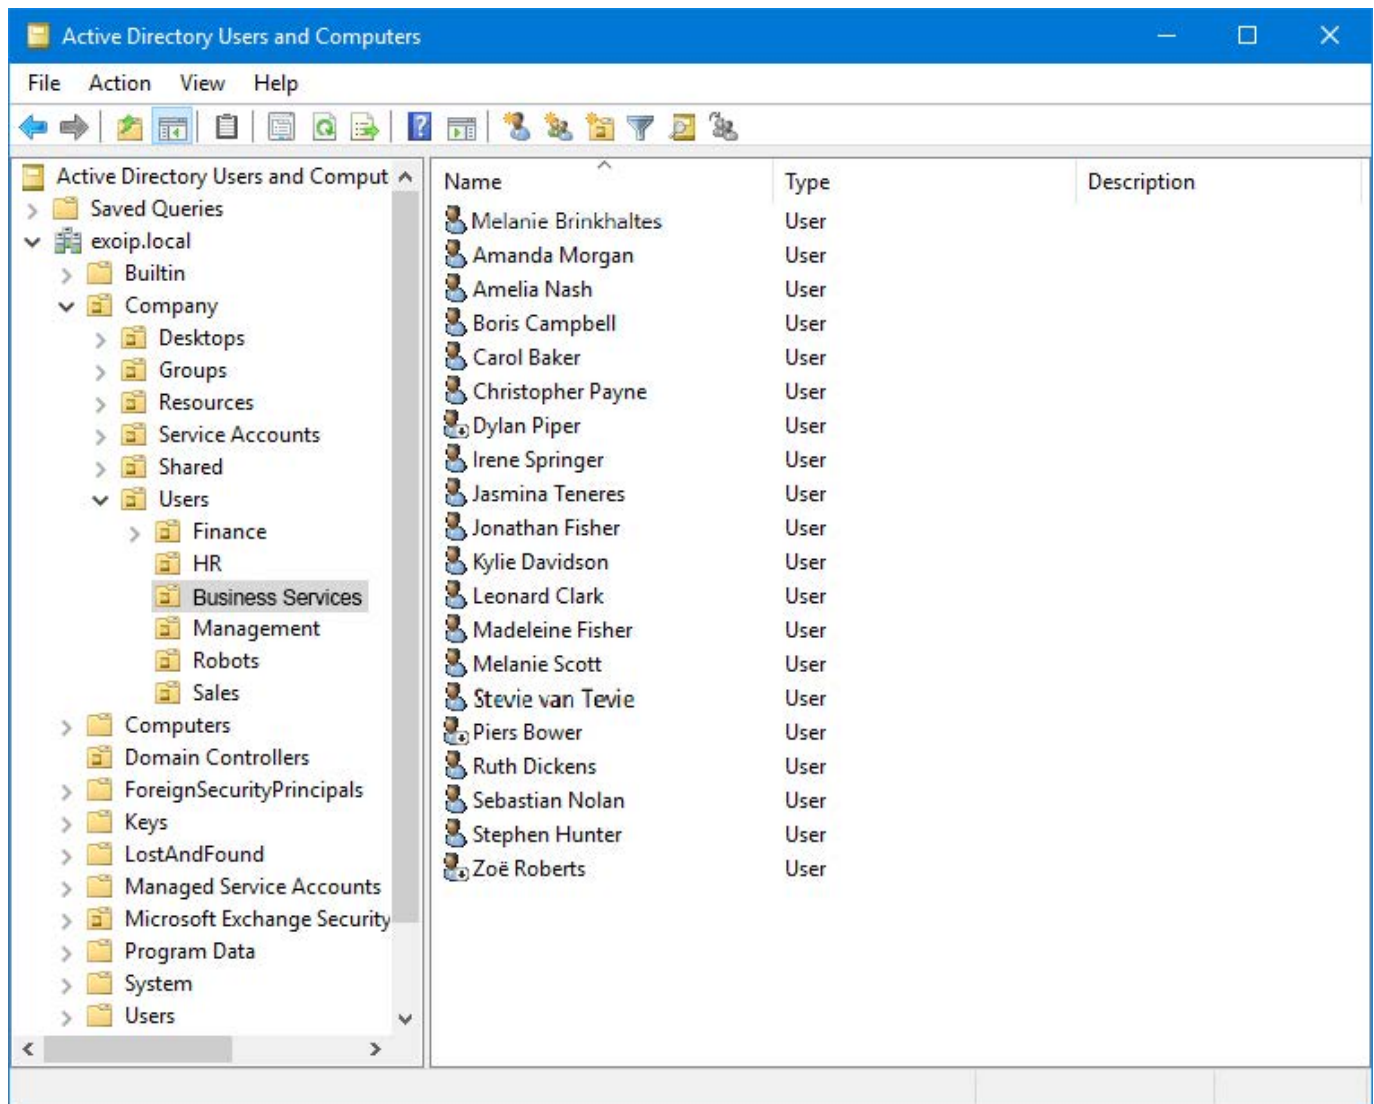 Active Directory Users and Computers
File Action View Help
Active Directory Users and Comput
Saved Queries
exoip.local
Builtin
Company
Desktops
Groups
Resources
Service Accounts
Shared
Users
Finance
HR
Business Services
Management
Robots
Sales
Computers
Domain Controllers
ForeignSecurityPrincipals
Keys
LostAndFound
Managed Service Accounts
Microsoft Exchange Security
Program Data
System
Users
Name Type Description
Melanie Brinkhaltes User
Amanda Morgan User
Amelia Nash User
Boris Campbell User
Carol Baker User
Christopher Payne User
Dylan Piper User
Irene Springer User
Jasmina Teneres User
Jonathan Fisher User
Kylie Davidson User
Leonard Clark User
Madeleine Fisher User
Melanie Scott User
Stevie van Tevie User
Piers Bower User
Ruth Dickens User
Sebastian Nolan User
Stephen Hunter User
Zoë Roberts User